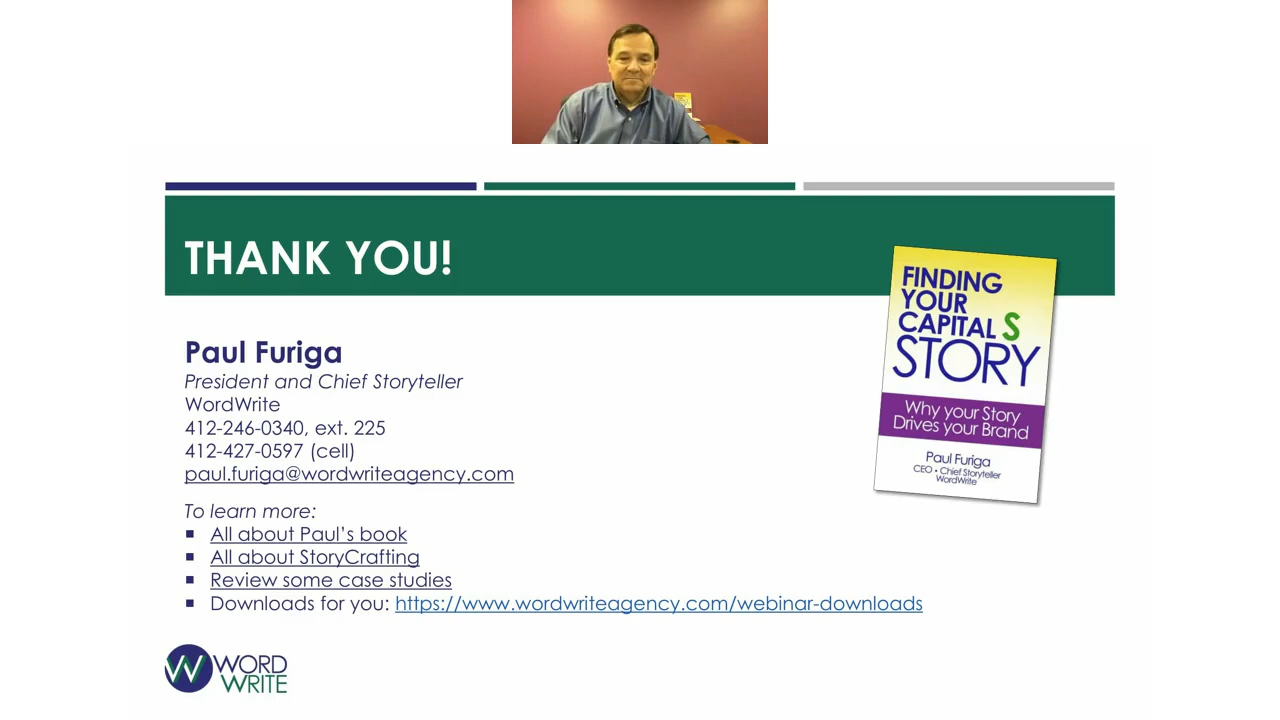 THANK YOU!
FINDING
YOUR
CAPITAL S
STORY
Why your Story
Drives your Brand
Paul Furiga
CEO • Chief Storyteller
WordWrite
Paul Furiga
President and Chief Storyteller
WordWrite
412-246-0340, ext. 225
412-427-0597 (cell)
paul.furiga@wordwriteagency.com
To learn more:
▪ All about Paul's book
▪ All about StoryCrafting
▪ Review some case studies
▪ Downloads for you: https://www.wordwriteagency.com/webinar-downloads
W WORD
WRITE